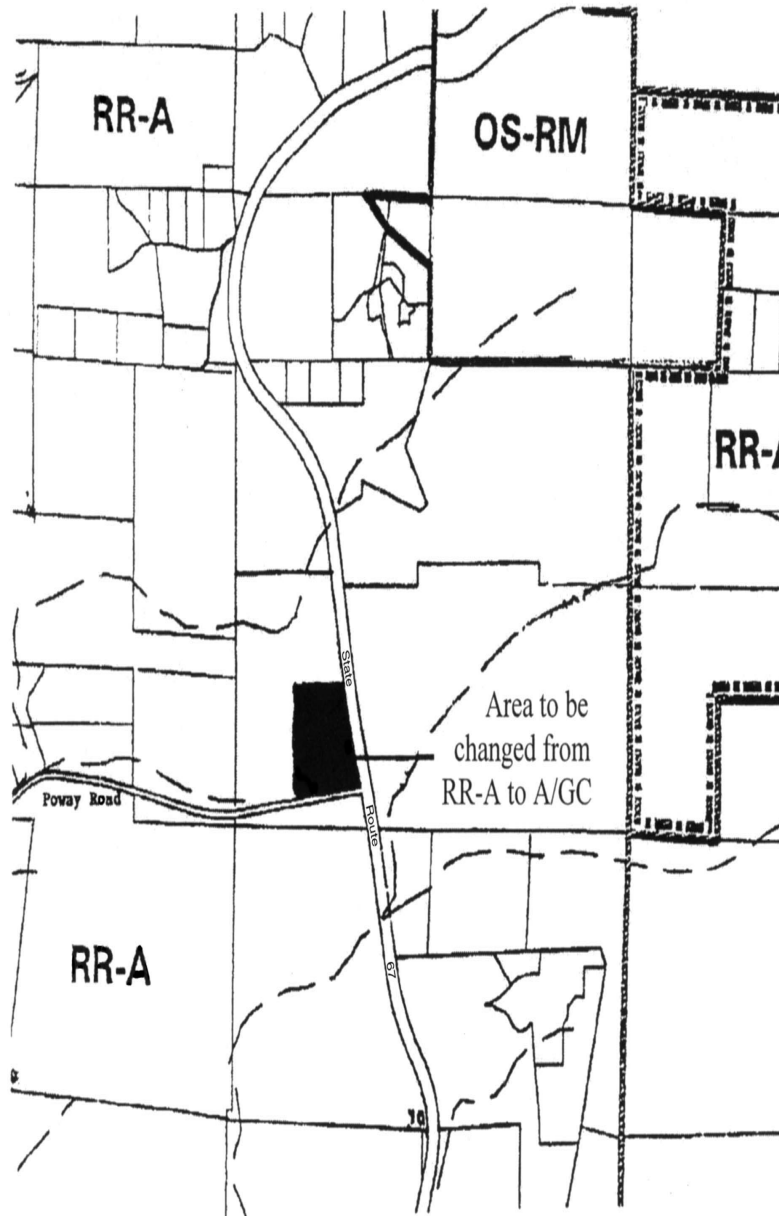 RR-A
OS-RM
RR-A
State
Area to be
changed from
RR-A to A/GC
Poway Road
Route
RR-A
67